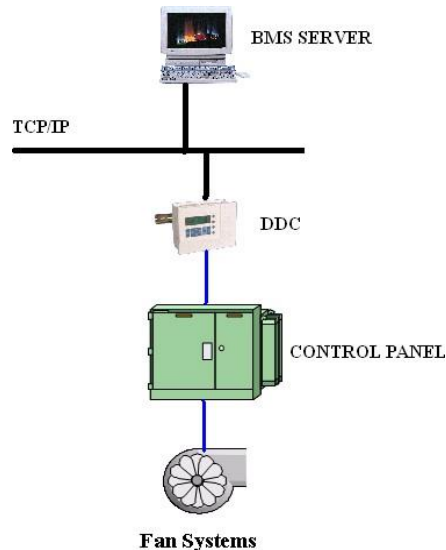 BMS SERVER
TCP/IP
DDC
CONTROL PANEL
Fan Systems